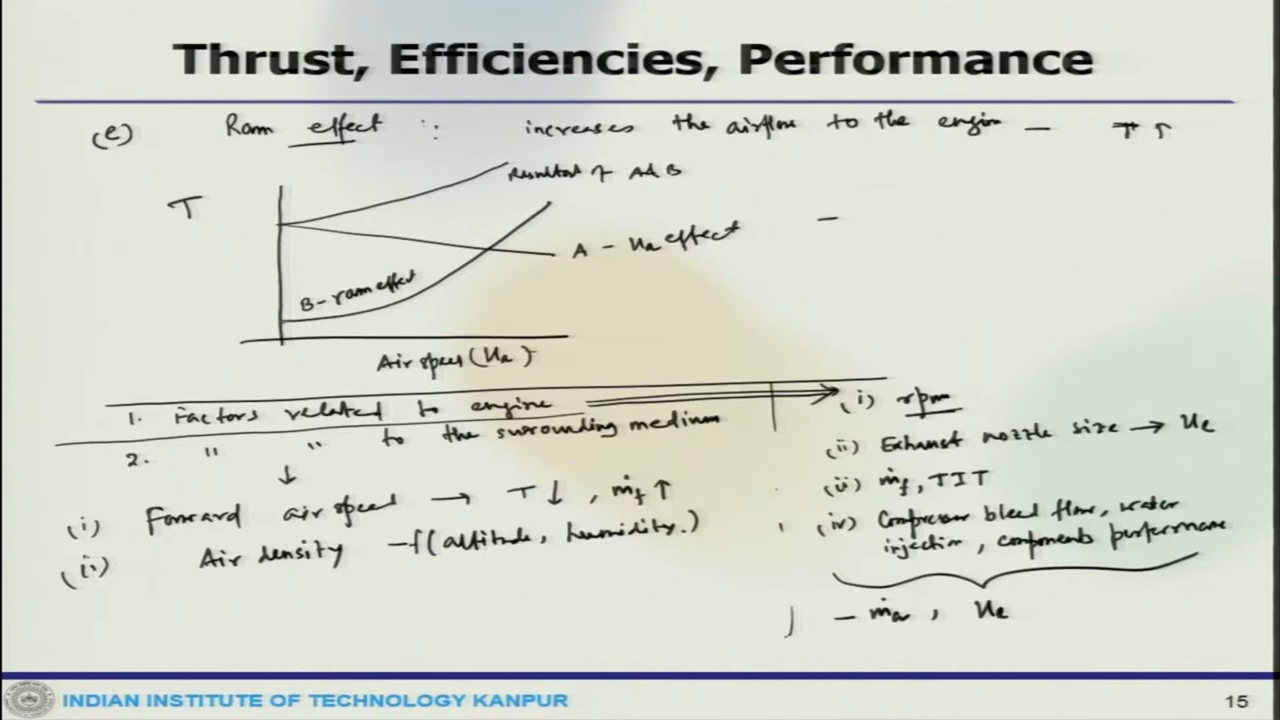 Thrust, Efficiencies, Performance
(e) Ram effect : increases the airflow to the engin — T↑
T
Resultant of A & B
A - Ua effect —
B - ram effect
Air speed (Ua)
1. Factors related to engine
2. " " to the surrounding medium
(i) Forward air speed → T ↓, ṁf ↑
(ii) Air density - f(altitude, humidity.)
(i) rpm
(ii) Exhaust nozzle size → Ue
(ii) ṁf, TIT
(iv) Compressor bleed flow, water
injection, components performane
— ṁa, Ue
INDIAN INSTITUTE OF TECHNOLOGY KANPUR
15